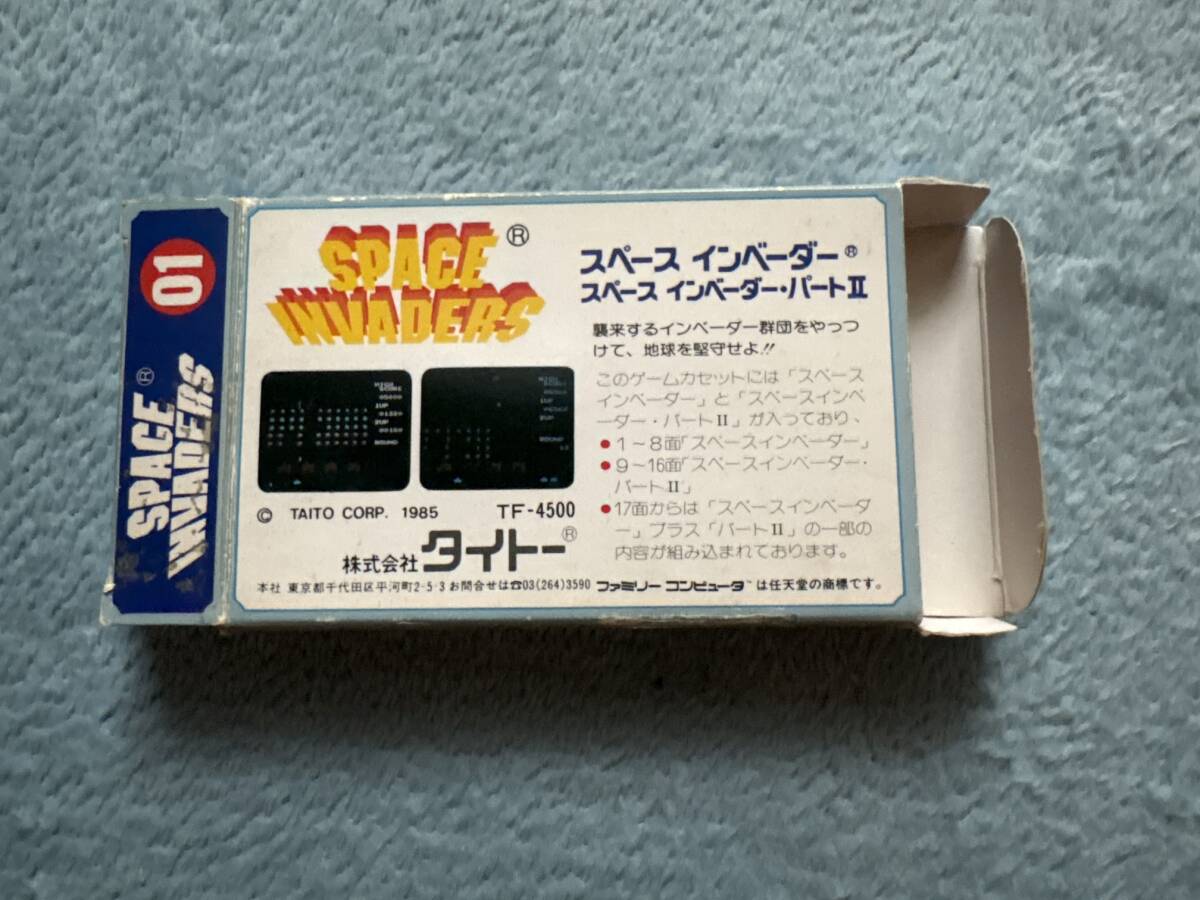 01
SPACE®
INVADERS
SPACE®
INVADERS
スペース インベーダー®
スペース インベーダー・パートⅡ
襲来するインベーダー群団をやっつ
けて、地球を堅守せよ!!
このゲームカセットには「スペース
インベーダー」と「スペースインベ
ーダー・パートⅡ」が入っており、
●1～8面「スペースインベーダー」
●9～16面「スペースインベーダー・
パートⅡ」
●17面からは「スペースインベーダ
ー」プラス「パートⅡ」の一部の
内容が組み込まれております。
© TAITO CORP. 1985 TF-4500
株式会社タイトー®
本社 東京都千代田区平河町2-5-3 お問合せは☎03(264)3590
ファミリー コンピュータ™は任天堂の商標です。
HIGH
SCORE
1UP
2UP
ROUND